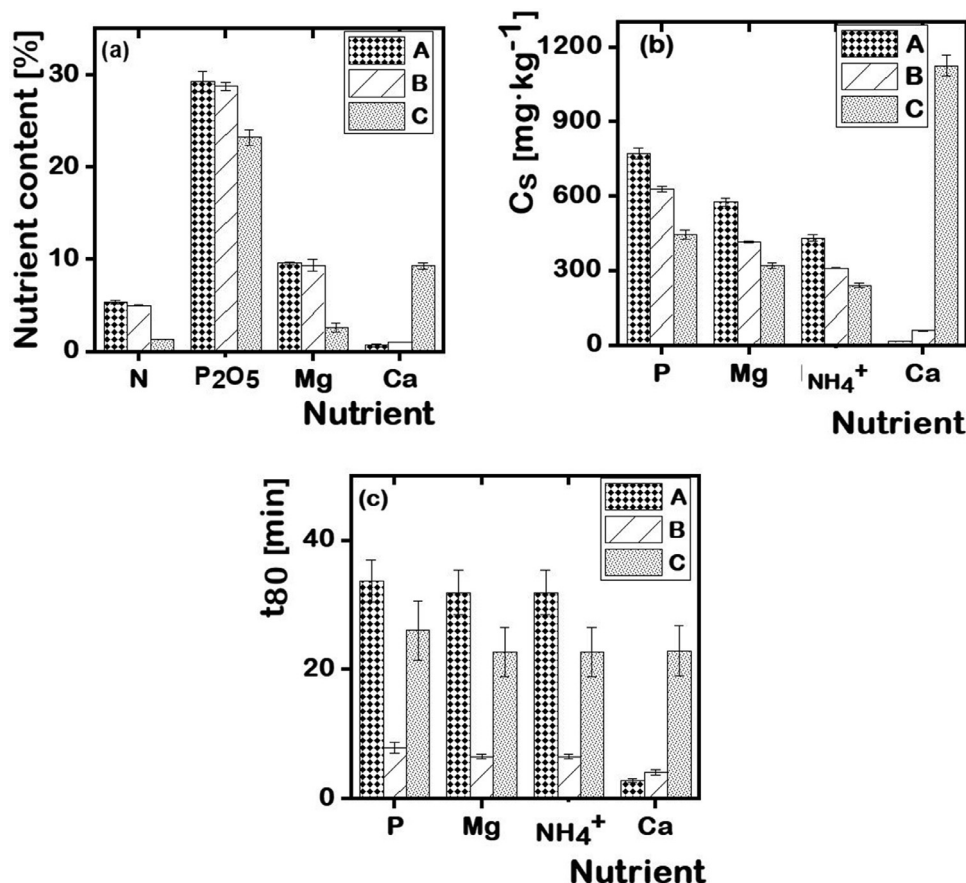 (a)
A
B
C
Nutrient content [%]
30
20
10
0
N P₂O₅ Mg Ca
Nutrient
(b)
A
B
C
Cs [mg·kg⁻¹]
1200
900
600
300
0
P Mg NH₄⁺ Ca
Nutrient
(c)
A
B
C
t80 [min]
40
20
0
P Mg NH₄⁺ Ca
Nutrient